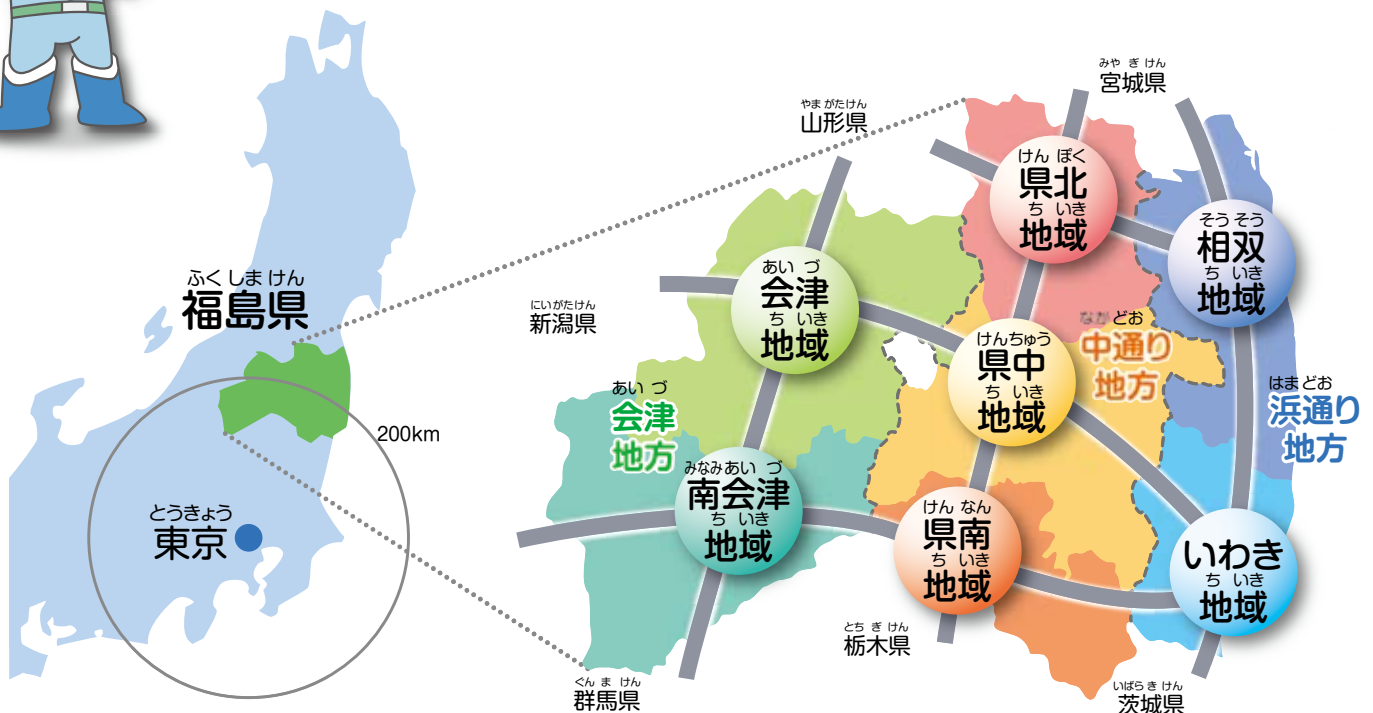 ふくしまけん
福島県
200km
とうきょう
東京
みやぎけん
宮城県
やまがたけん
山形県
にいがたけん
新潟県
ぐんまけん
群馬県
とちぎけん
栃木県
いばらきけん
茨城県
あいづ
会津
地方
あいづ
会津
ちいき
地域
みなみあいづ
南会津
ちいき
地域
なかどお
中通り
地方
けんぽく
県北
ちいき
地域
けんちゅう
県中
ちいき
地域
けんなん
県南
ちいき
地域
はまどお
浜通り
地方
そうそう
相双
ちいき
地域
いわき
ちいき
地域